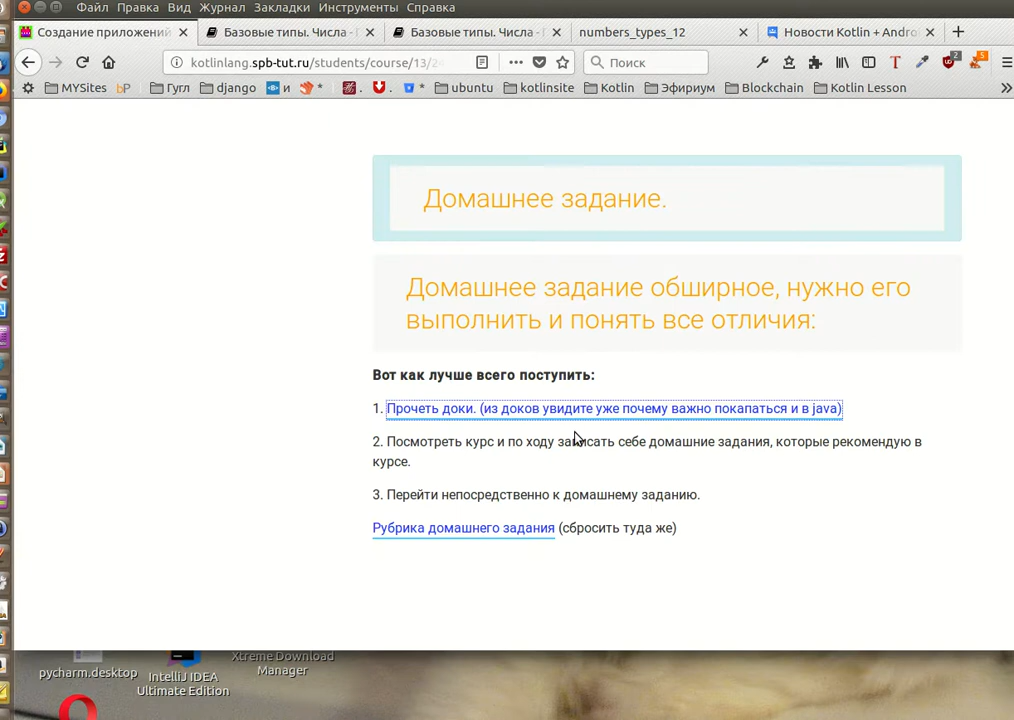 Файл Правка Вид Журнал Закладки Инструменты Справка
Создание приложений Базовые типы. Числа - Базовые типы. Числа - numbers_types_12 Новости Kotlin + Andro
kotlinlang.spb-tut.ru/students/course/13/2 Поиск 2 5
MYSites bP Гугл django и * ubuntu kotlinsite Kotlin Эфириум Blockchain Kotlin Lesson
Домашнее задание.
Домашнее задание обширное, нужно его
выполнить и понять все отличия:
Вот как лучше всего поступить:
1. Прочеть доки. (из доков увидите уже почему важно покапаться и в java)
2. Посмотреть курс и по ходу записать себе домашние задания, которые рекомендую в
курсе.
3. Перейти непосредственно к домашнему заданию.
Рубрика домашнего задания (сбросить туда же)
pycharm.desktop
IntelliJ IDEA
Ultimate Edition
Xtreme Download
Manager